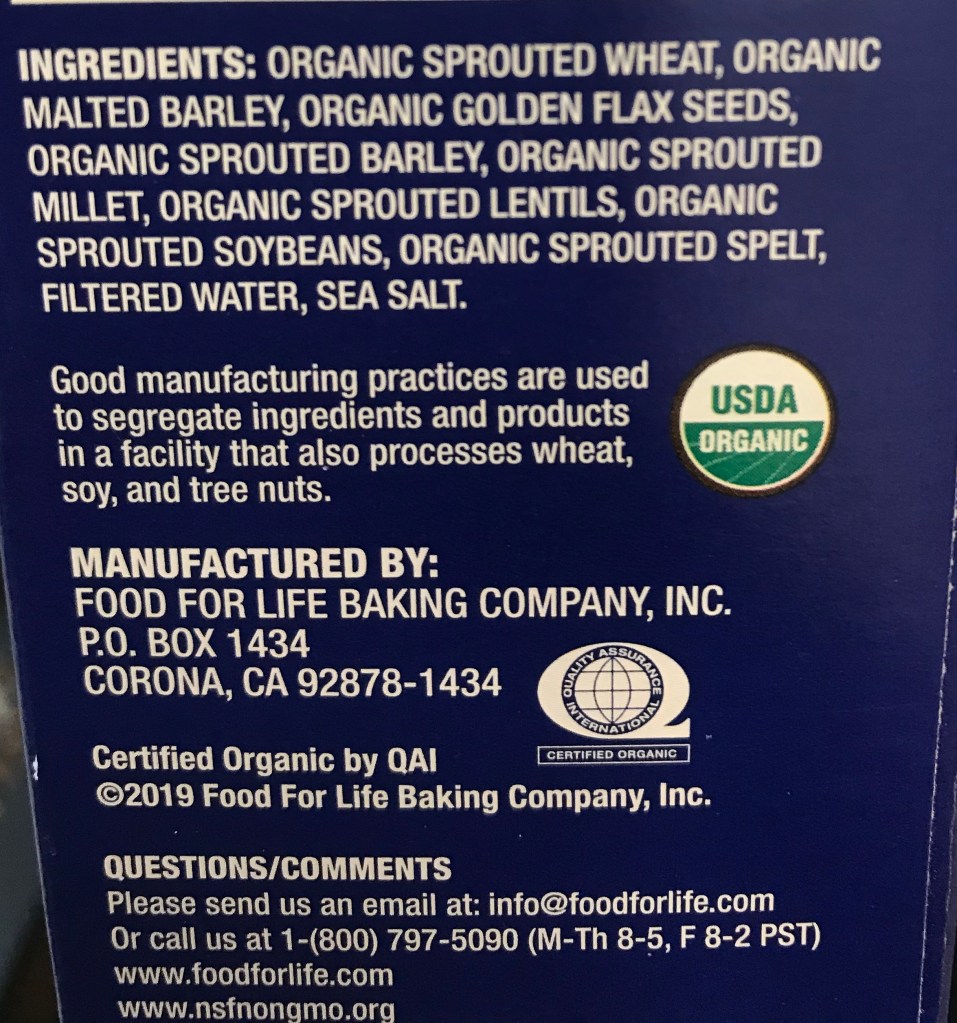 INGREDIENTS: ORGANIC SPROUTED WHEAT, ORGANIC
MALTED BARLEY, ORGANIC GOLDEN FLAX SEEDS,
ORGANIC SPROUTED BARLEY, ORGANIC SPROUTED
MILLET, ORGANIC SPROUTED LENTILS, ORGANIC
SPROUTED SOYBEANS, ORGANIC SPROUTED SPELT,
FILTERED WATER, SEA SALT.
Good manufacturing practices are used
to segregate ingredients and products
in a facility that also processes wheat,
soy, and tree nuts.
USDA
ORGANIC
MANUFACTURED BY:
FOOD FOR LIFE BAKING COMPANY, INC.
P.O. BOX 1434
CORONA, CA 92878-1434
QUALITY ASSURANCE
INTERNATIONAL
CERTIFIED ORGANIC
Certified Organic by QAI
©2019 Food For Life Baking Company, Inc.
QUESTIONS/COMMENTS
Please send us an email at: info@foodforlife.com
Or call us at 1-(800) 797-5090 (M-Th 8-5, F 8-2 PST)
www.foodforlife.com
www.nsfnongmo.org